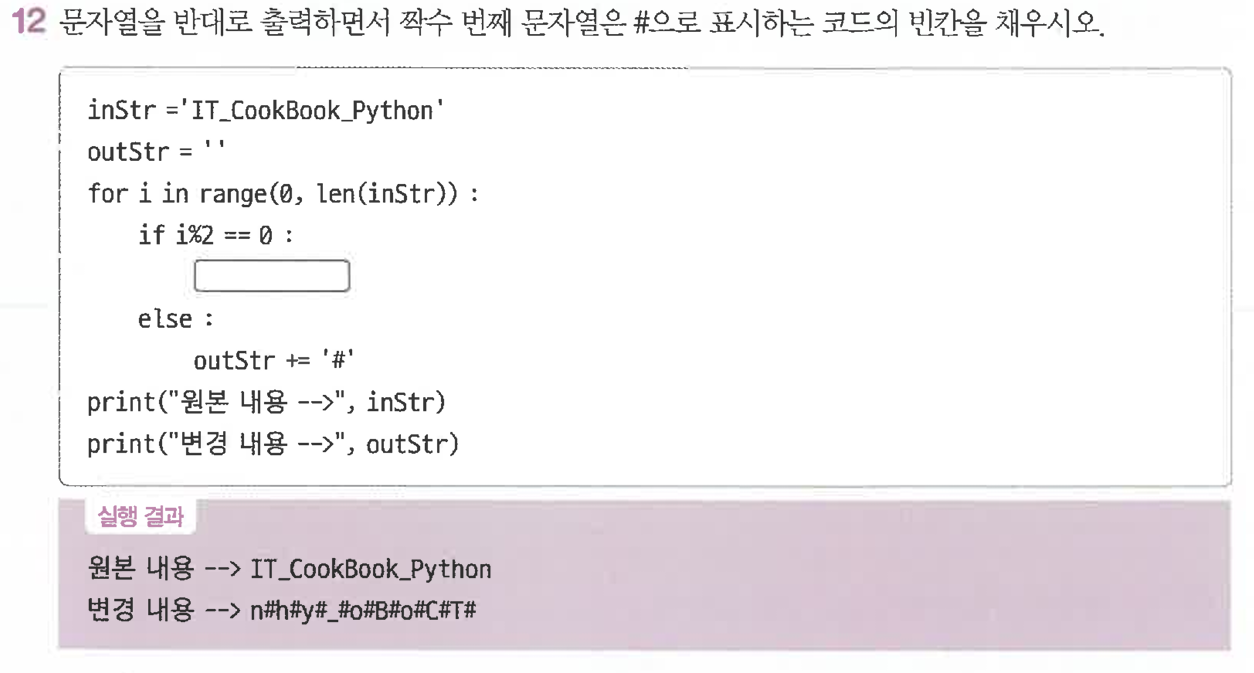 12 문자열을 반대로 출력하면서 짝수 번째 문자열은 #으로 표시하는 코드의 빈칸을 채우시오.
inStr ='IT_CookBook_Python'
outStr = ''
for i in range(0, len(inStr)) :
if i%2 == 0 :
else :
outStr += '#'
print("원본 내용 -->", inStr)
print("변경 내용 -->", outStr)
실행 결과
원본 내용 --> IT_CookBook_Python
변경 내용 --> n#h#y#_#o#B#o#C#T#